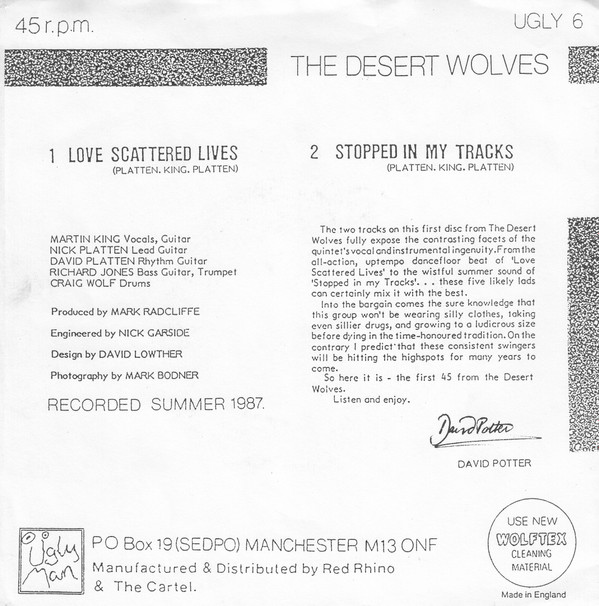 45 r.p.m.
UGLY 6
THE DESERT WOLVES
1 LOVE SCATTERED LIVES
(PLATTEN. KING. PLATTEN)
2 STOPPED IN MY TRACKS
(PLATTEN. KING. PLATTEN)
MARTIN KING Vocals, Guitar
NICK PLATTEN Lead Guitar
DAVID PLATTEN Rhythm Guitar
RICHARD JONES Bass Guitar, Trumpet
CRAIG WOLF Drums
Produced by MARK RADCLIFFE
Engineered by NICK GARSIDE
Design by DAVID LOWTHER
Photography by MARK BODNER
RECORDED SUMMER 1987.
The two tracks on this first disc from The Desert
Wolves fully expose the contrasting facets of the
quintet's vocal and instrumental ingenuity. From the
all-action, uptempo dancefloor beat of 'Love
Scattered Lives' to the wistful summer sound of
'Stopped in my Tracks'. . . these five likely lads
can certainly mix it with the best.
Into the bargain comes the sure knowledge that
this group won't be wearing silly clothes, taking
even sillier drugs, and growing to a ludicrous size
before dying in the time-honoured tradition. On the
contrary I predict that these consistent swingers
will be hitting the highspots for many years to
come.
So here it is - the first 45 from the Desert
Wolves.
Listen and enjoy.
David Potter
DAVID POTTER
Ugly
Man
PO Box 19 (SEDPO) MANCHESTER M13 0NF
Manufactured & Distributed by Red Rhino
& The Cartel.
USE NEW
WOLFTEX
CLEANING
MATERIAL
Made in England